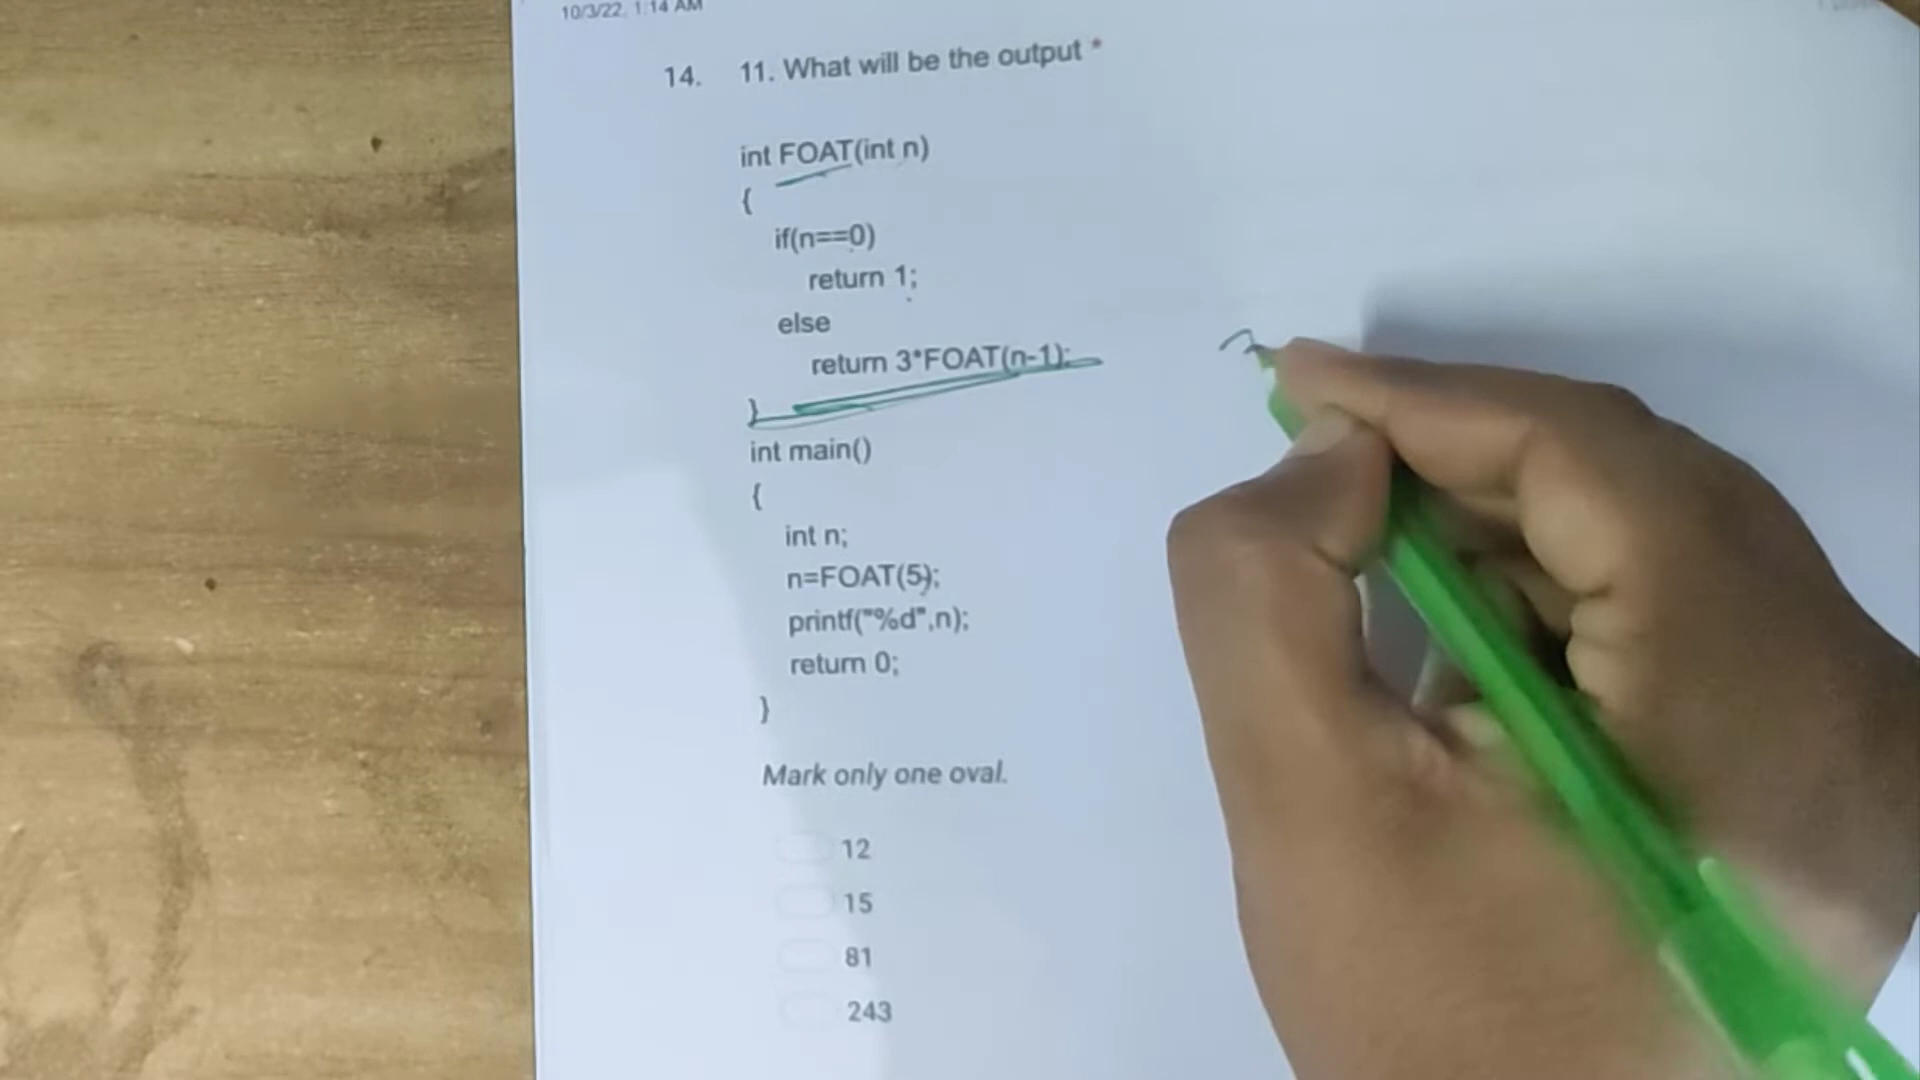 10/3/22, 1:14 AM
14. 11. What will be the output *
int FOAT(int n)
{
if(n==0)
return 1;
else
return 3*FOAT(n-1);
}
int main()
{
int n;
n=FOAT(5);
printf("%d",n);
return 0;
}
Mark only one oval.
12
15
81
243